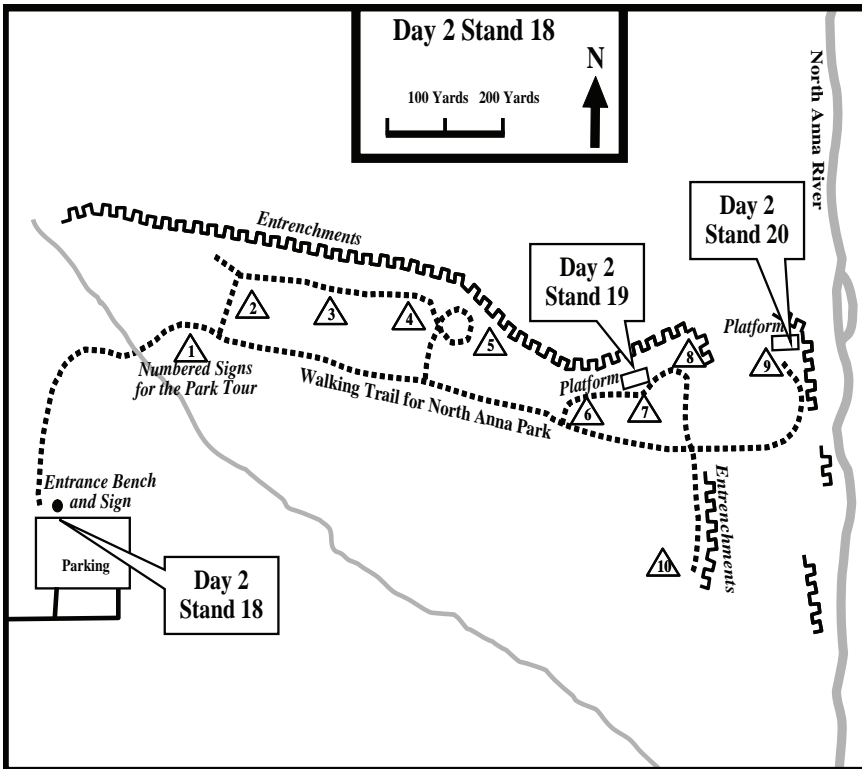 Day 2 Stand 18
N
100 Yards 200 Yards
North Anna River
Day 2
Stand 20
Entrenchments
Day 2
Stand 19
Platform
Platform
1
2
3
4
5
6
7
8
9
10
Numbered Signs
for the Park Tour
Walking Trail for North Anna Park
Entrenchments
Entrance Bench
and Sign
Parking
Day 2
Stand 18